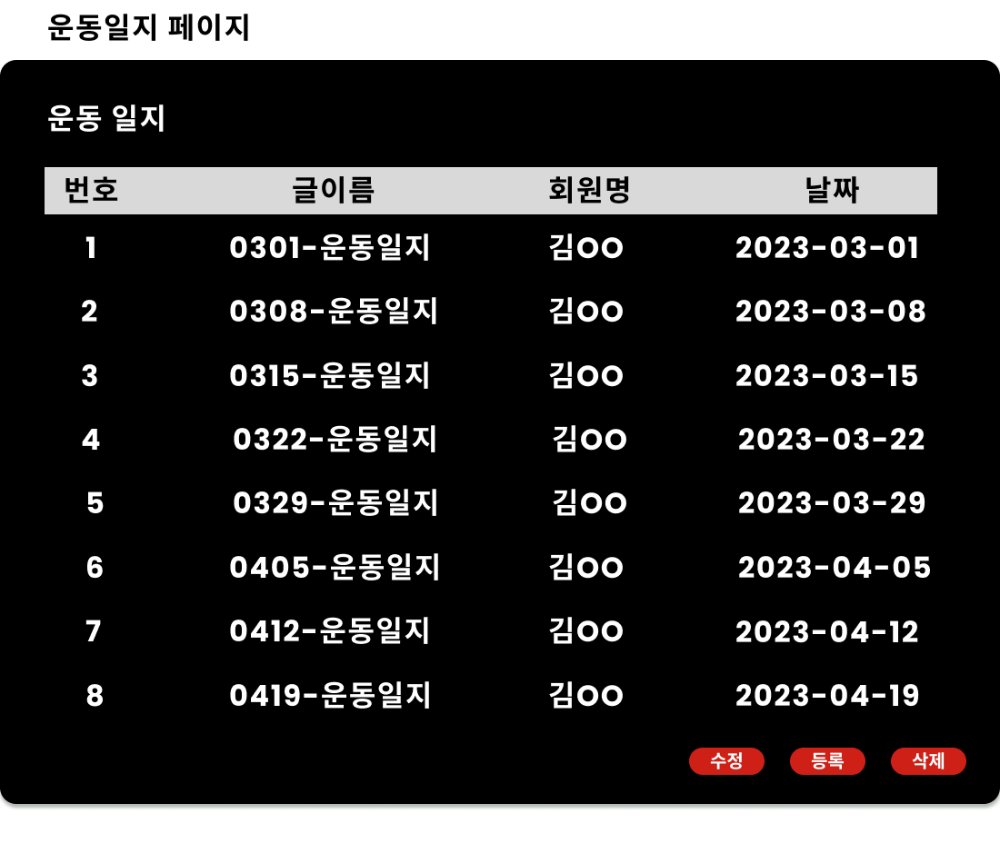 운동일지 페이지
운동 일지
번호 글이름 회원명 날짜
1 0301-운동일지 김OO 2023-03-01
2 0308-운동일지 김OO 2023-03-08
3 0315-운동일지 김OO 2023-03-15
4 0322-운동일지 김OO 2023-03-22
5 0329-운동일지 김OO 2023-03-29
6 0405-운동일지 김OO 2023-04-05
7 0412-운동일지 김OO 2023-04-12
8 0419-운동일지 김OO 2023-04-19
수정 등록 삭제